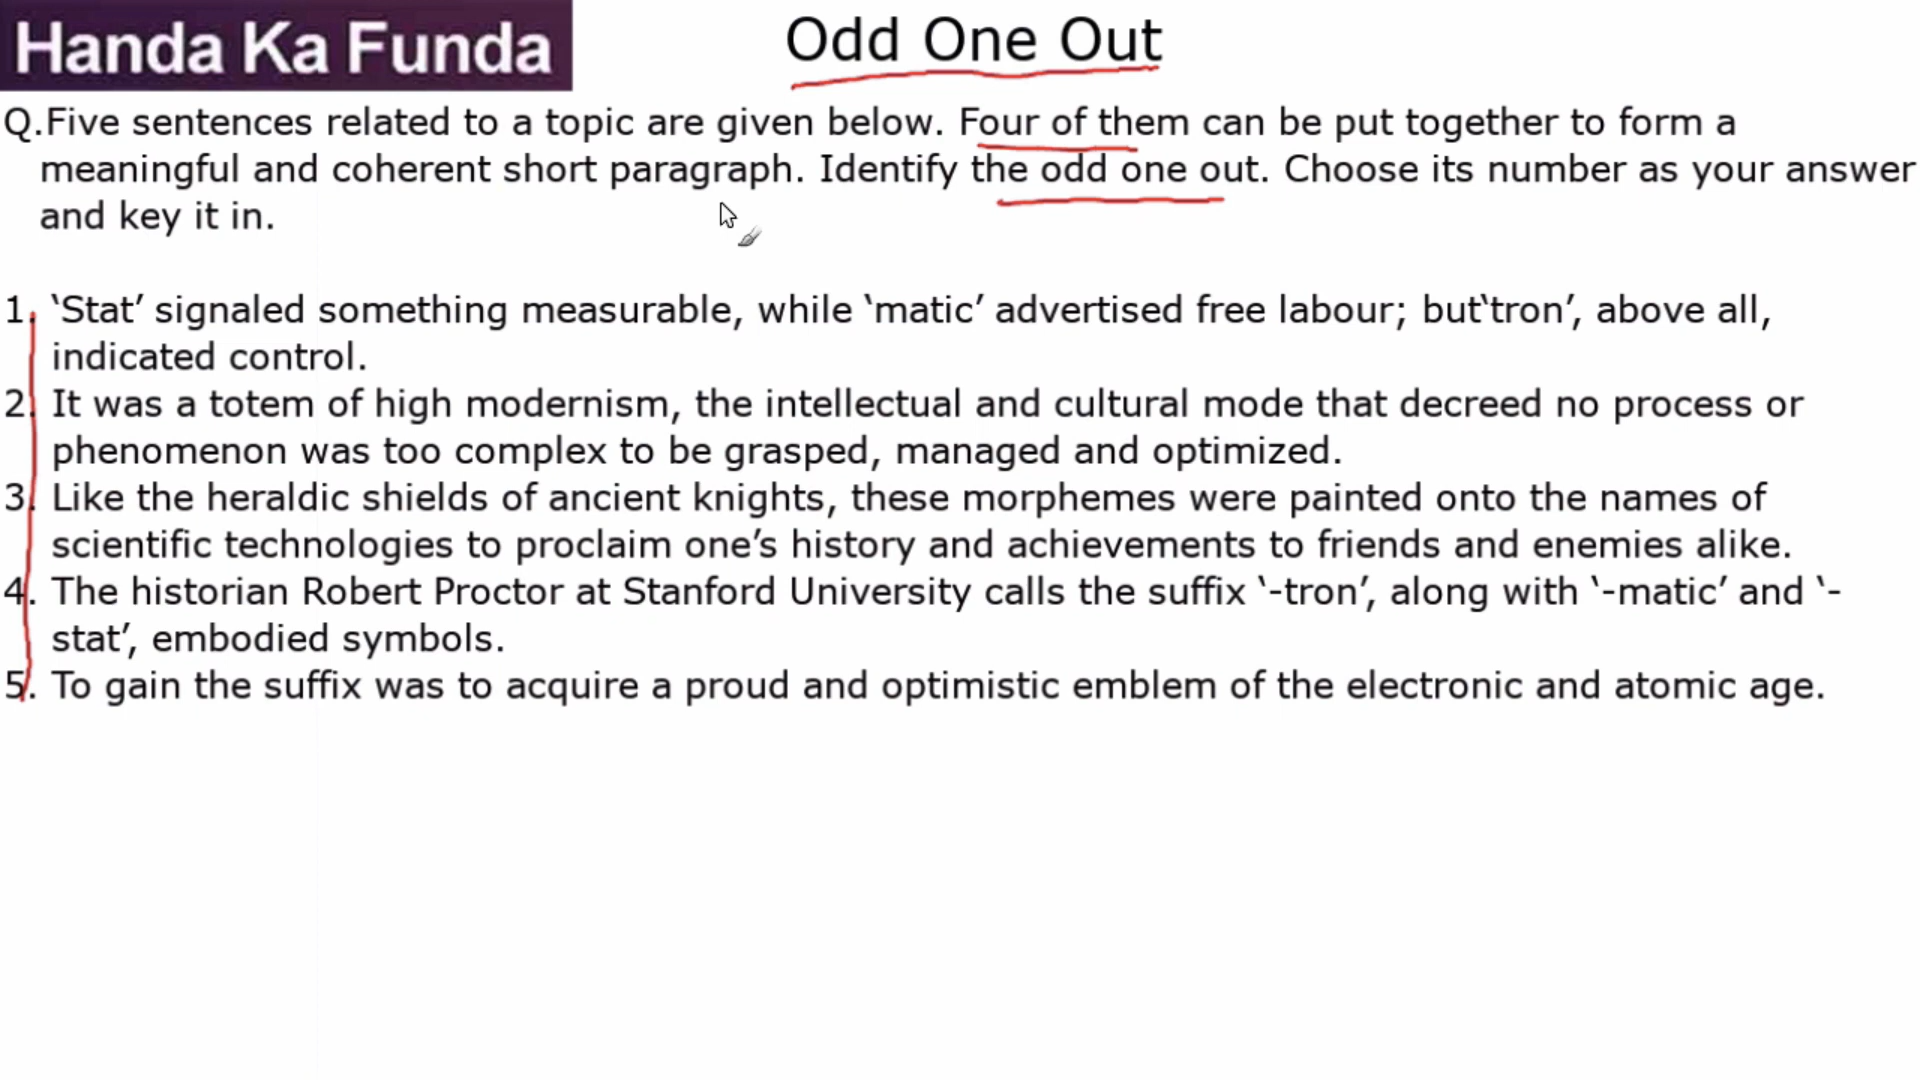 Handa Ka Funda
Odd One Out
Q.Five sentences related to a topic are given below. Four of them can be put together to form a
meaningful and coherent short paragraph. Identify the odd one out. Choose its number as your answer
and key it in.
1. ‘Stat’ signaled something measurable, while ‘matic’ advertised free labour; but‘tron’, above all,
indicated control.
2. It was a totem of high modernism, the intellectual and cultural mode that decreed no process or
phenomenon was too complex to be grasped, managed and optimized.
3. Like the heraldic shields of ancient knights, these morphemes were painted onto the names of
scientific technologies to proclaim one’s history and achievements to friends and enemies alike.
4. The historian Robert Proctor at Stanford University calls the suffix ‘-tron’, along with ‘-matic’ and ‘-
stat’, embodied symbols.
5. To gain the suffix was to acquire a proud and optimistic emblem of the electronic and atomic age.